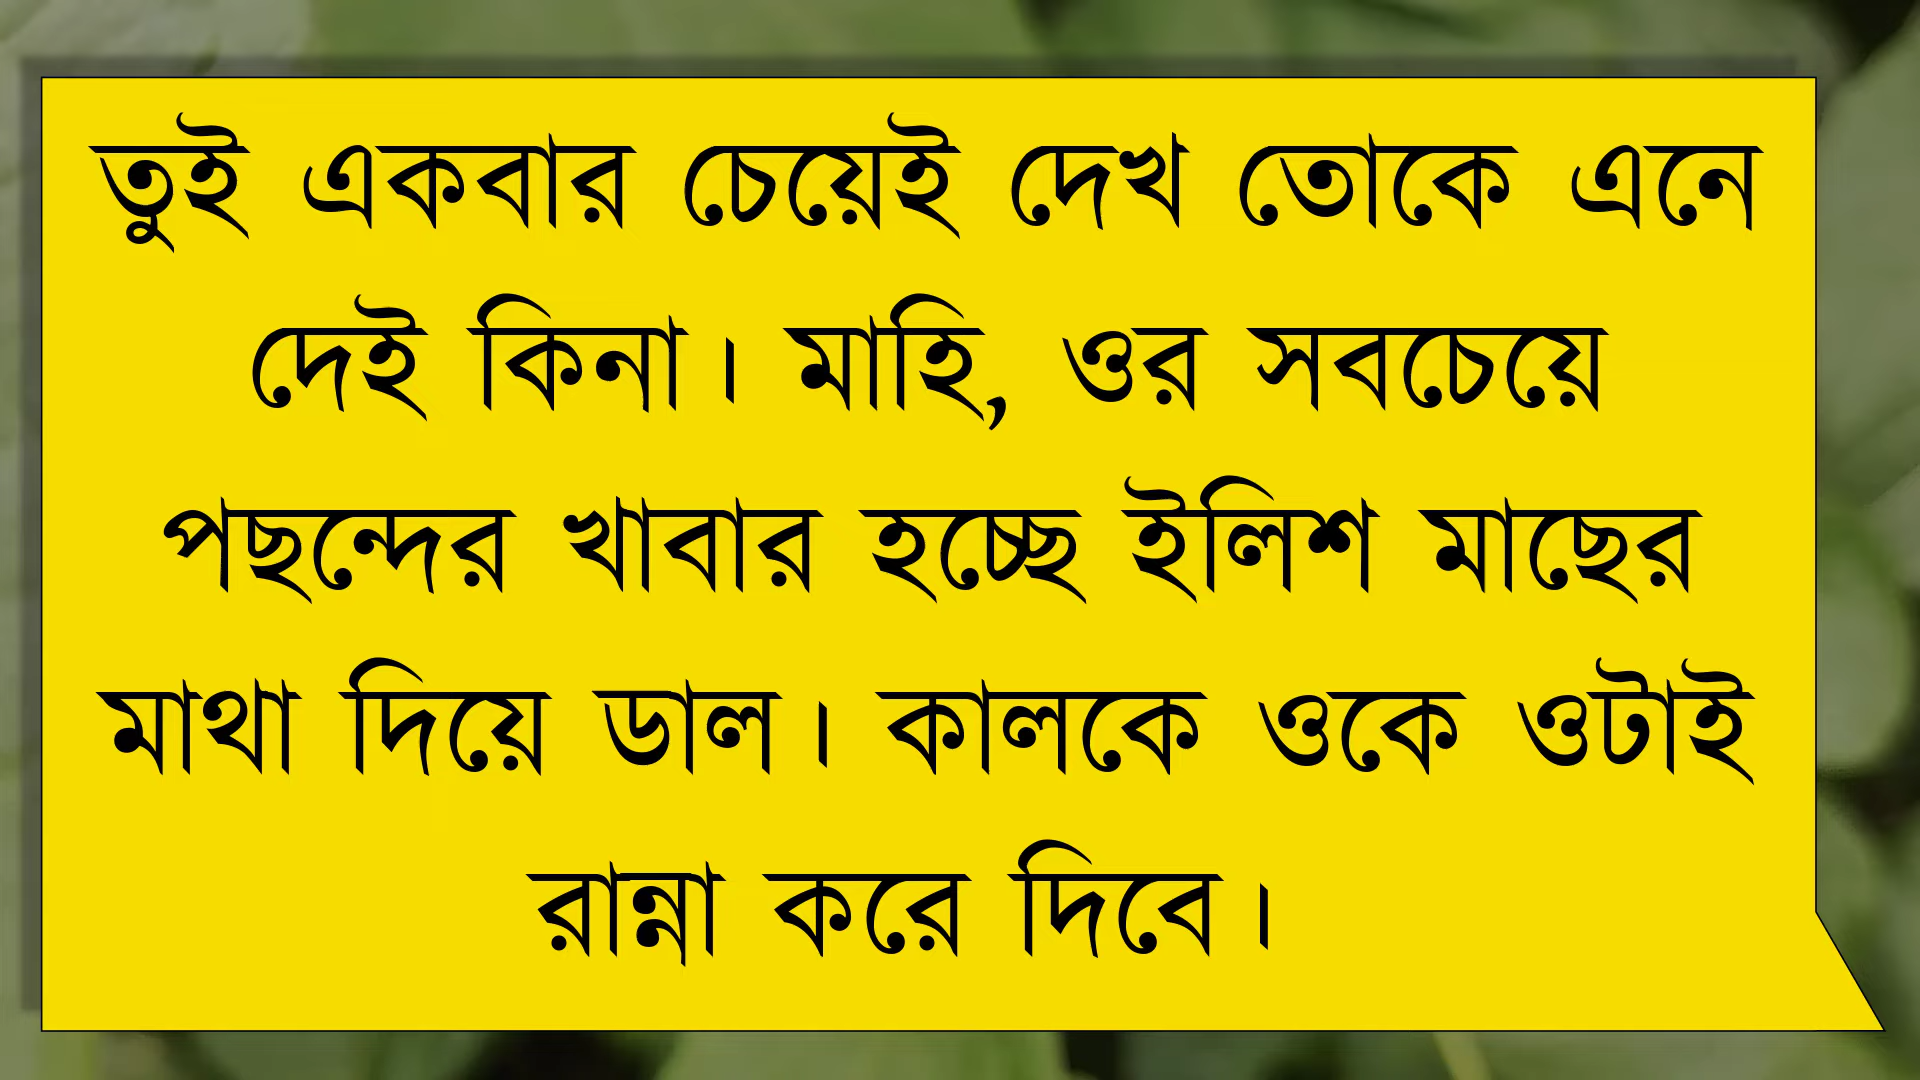 তুই একবার চেয়েই দেখ তোকে এনে
দেই কিনা। মাহি, ওর সবচেয়ে
পছন্দের খাবার হচ্ছে ইলিশ মাছের
মাথা দিয়ে ডাল। কালকে ওকে ওটাই
রান্না করে দিবে।